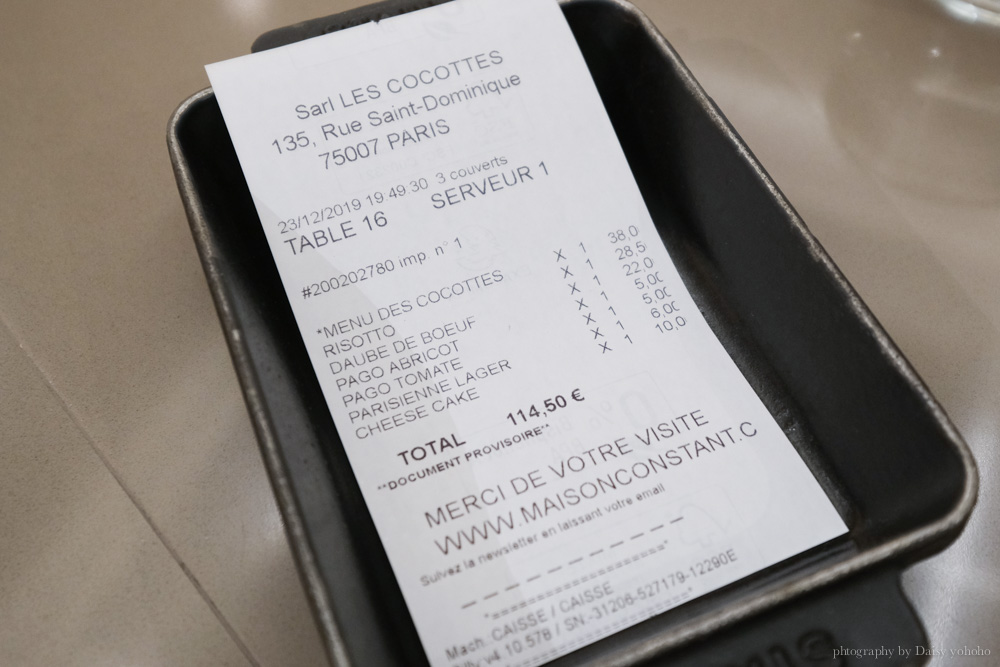 Sarl LES COCOTTES
135, Rue Saint-Dominique
75007 PARIS
23/12/2019 19 49.30 3 couverts
TABLE 16 SERVEUR 1
#200202780 imp n° 1
*MENU DES COCOTTES X 1 38,0
RISOTTO X 1 28,5
DAUBE DE BOEUF X 1 22,0
PAGO ABRICOT X 1 5,00
PAGO TOMATE X 1 5,00
PARISIENNE LAGER X 1 6,00
CHEESE CAKE X 1 10,0
TOTAL 114,50 €
**DOCUMENT PROVISOIRE**
MERCI DE VOTRE VISITE
WWW.MAISONCONSTANT.C
Suivez la newsletter en laissant votre email
Mach. CAISSE / CAISSE
v4 10.578 / SN.-31206-527179-12290E
photography by Daisy yohoho